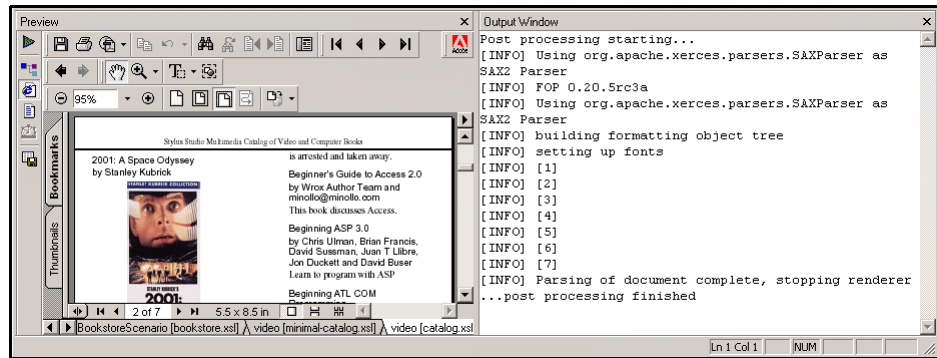 Preview
Adobe
95%
Bookmarks
Thumbnails
Stylus Studio Multimedia Catalog of Video and Computer Books
2001: A Space Odyssey
by Stanley Kubrick
STANLEY KUBRICK COLLECTION
STANLEY KUBRICK'S
2001:
is arrested and taken away.
Beginner's Guide to Access 2.0
by Wrox Author Team and
minollo@minollo.com
This book discusses Access.
Beginning ASP 3.0
by Chris Ulman, Brian Francis,
David Sussman, Juan T Llibre,
Jon Duckett and David Buser
Learn to program with ASP
Beginning ATL COM
2 of 7
5.5 x 8.5 in
BookstoreScenario [bookstore.xsl]
video [minimal-catalog.xsl]
video [catalog.xsl
Output Window
Post processing starting...
[INFO] Using org.apache.xerces.parsers.SAXParser as
SAX2 Parser
[INFO] FOP 0.20.5rc3a
[INFO] Using org.apache.xerces.parsers.SAXParser as
SAX2 Parser
[INFO] building formatting object tree
[INFO] setting up fonts
[INFO] [1]
[INFO] [2]
[INFO] [3]
[INFO] [4]
[INFO] [5]
[INFO] [6]
[INFO] [7]
[INFO] Parsing of document complete, stopping renderer
...post processing finished
Ln 1 Col 1
NUM